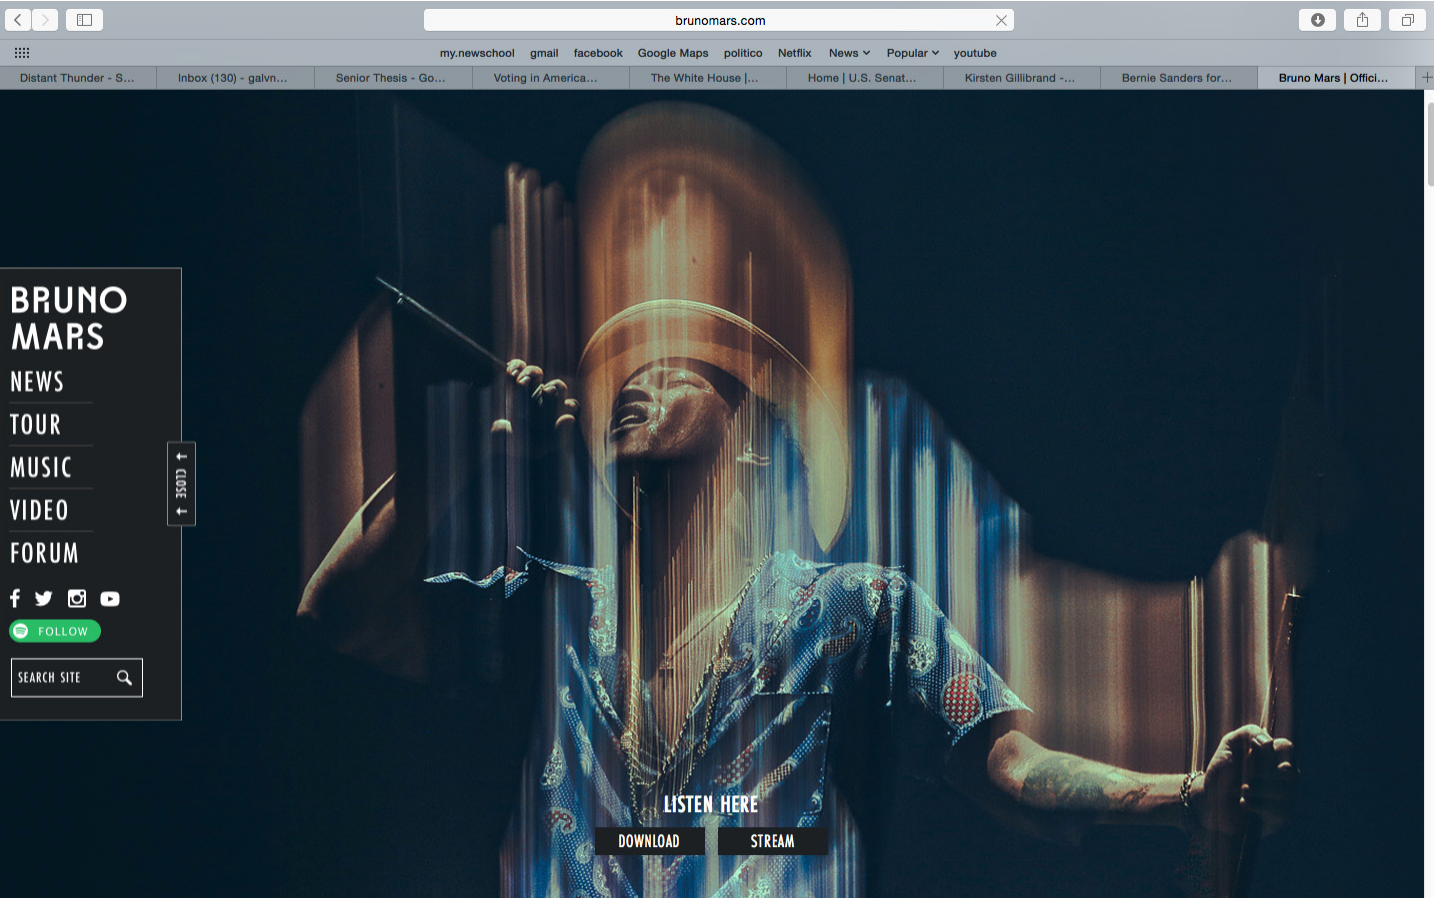 brunomars.com
my.newschool gmail facebook Google Maps politico Netflix News Popular youtube
Distant Thunder - S... Inbox (130) - galvn... Senior Thesis - Go... Voting in America... The White House |... Home | U.S. Senat... Kirsten Gillibrand -... Bernie Sanders for... Bruno Mars | Offici...
BRUNO
MARS
NEWS
TOUR
MUSIC
VIDEO
FORUM
FOLLOW
SEARCH SITE
CLOSE
LISTEN HERE
DOWNLOAD STREAM